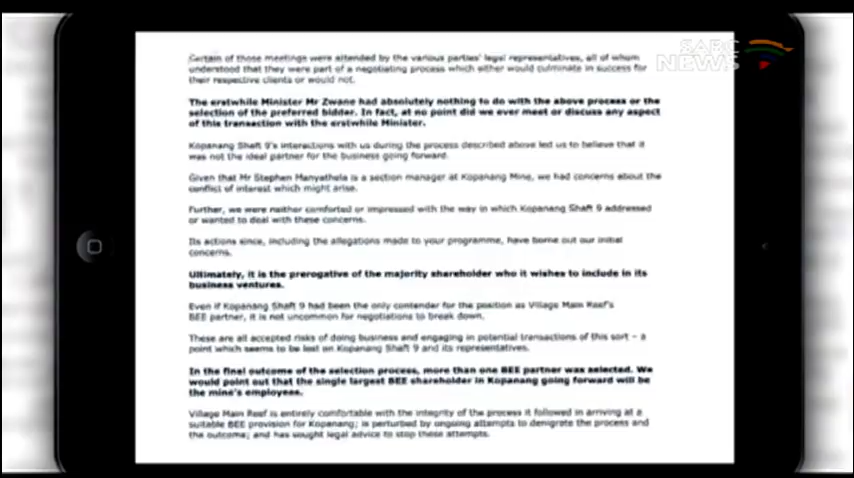 SABC
NEWS
Certain of those meetings were attended by the various parties' legal representatives, all of whom
understood that they were part of a negotiating process which either would culminate in success for
their respective clients or would not.
The erstwhile Minister Mr Zwane had absolutely nothing to do with the above process or the
selection of the preferred bidder. In fact, at no point did we ever meet or discuss any aspect
of this transaction with the erstwhile Minister.
Kopanang Shaft 9's interactions with us during the process described above led us to believe that it
was not the ideal partner for the business going forward.
Given that Mr Stephen Manyathela is a section manager at Kopanang Mine, we had concerns about the
conflict of interest which might arise.
Further, we were neither comforted or impressed with the way in which Kopanang Shaft 9 addressed
or wanted to deal with these concerns.
Its actions since, including the allegations made to your programme, have borne out our initial
concerns.
Ultimately, it is the prerogative of the majority shareholder who it wishes to include in its
business ventures.
Even if Kopanang Shaft 9 had been the only contender for the position as Village Main Reef's
BEE partner, it is not uncommon for negotiations to break down.
These are all accepted risks of doing business and engaging in potential transactions of this sort – a
point which seems to be lost on Kopanang Shaft 9 and its representatives.
In the final outcome of the selection process, more than one BEE partner was selected. We
would point out that the single largest BEE shareholder in Kopanang going forward will be
the mine's employees.
Village Main Reef is entirely comfortable with the integrity of the process it followed in arriving at a
suitable BEE provision for Kopanang; is perturbed by ongoing attempts to denigrate the process and
the outcome; and has sought legal advice to stop these attempts.